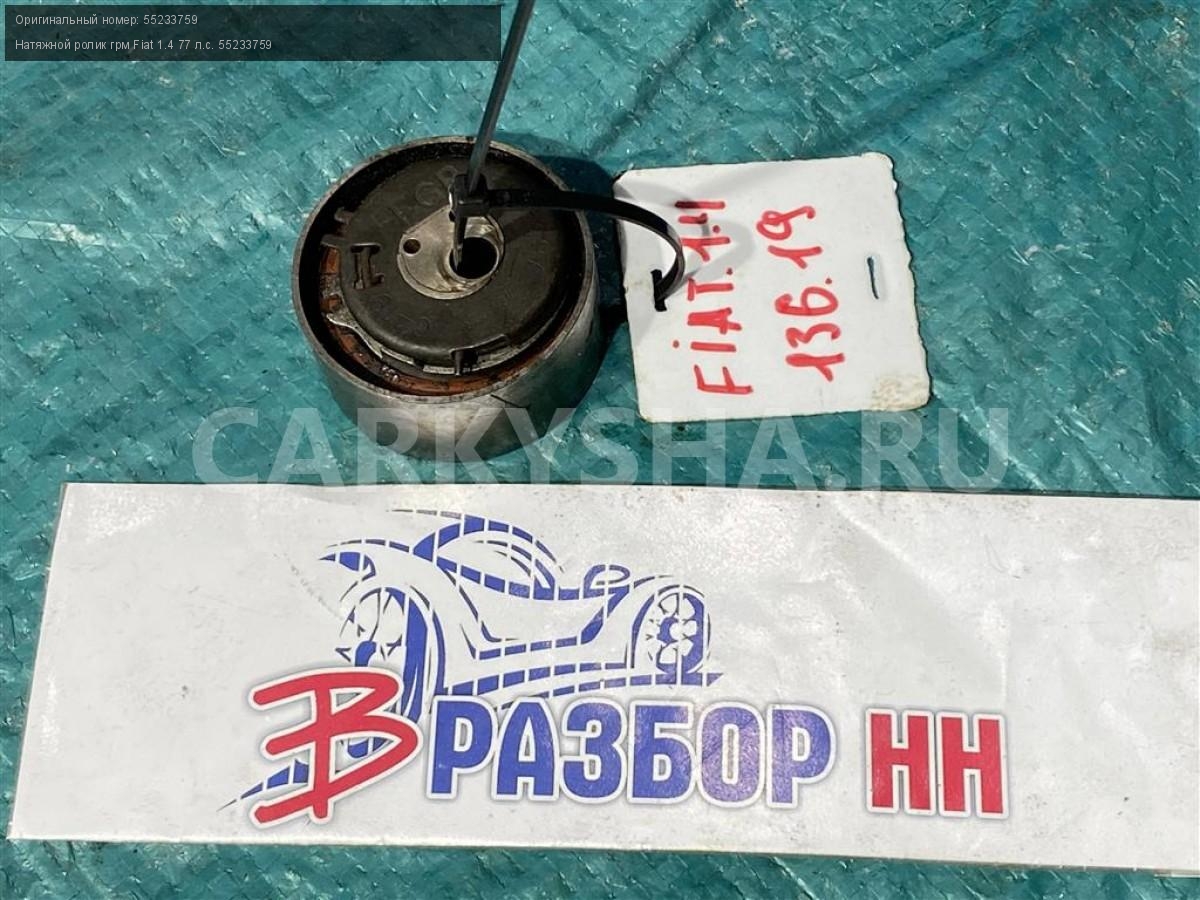 Оригинальный номер: 55233759
Натяжной ролик грм Fiat 1.4 77 л.с. 55233759
FiAT.1.4
136.19
CARKYSHA.RU
В РАЗБОР НН